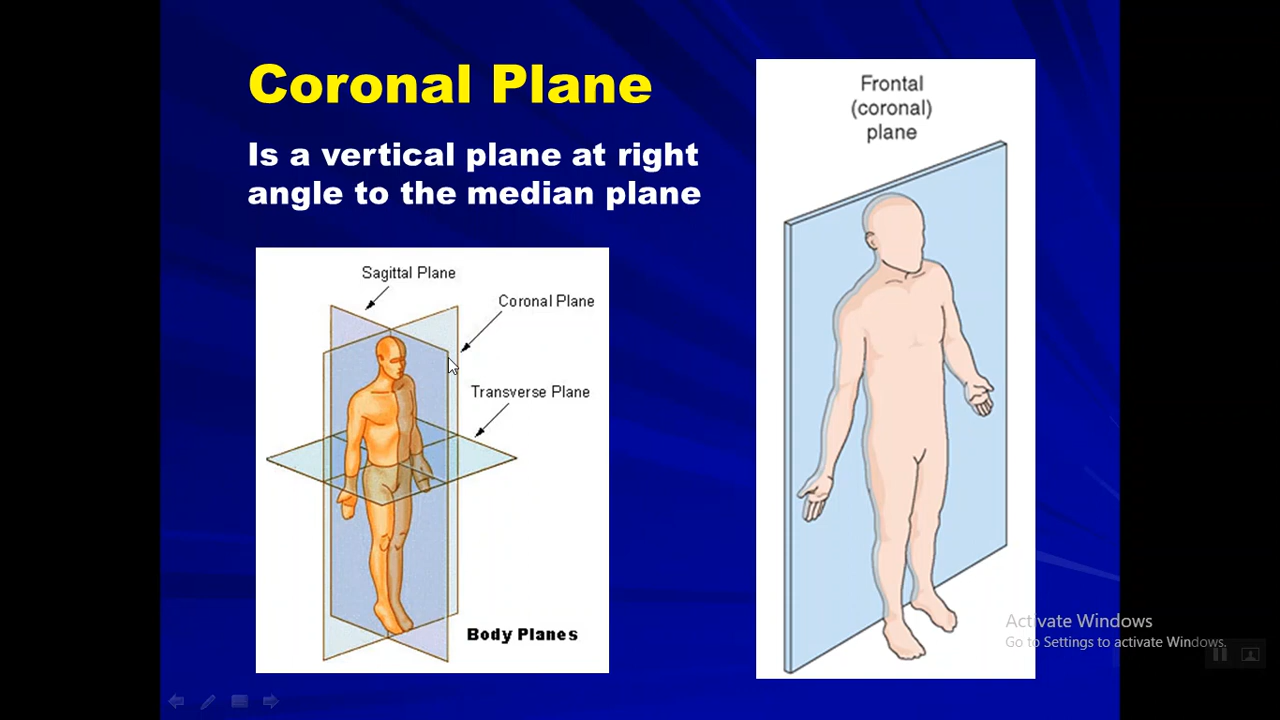 Coronal Plane
Is a vertical plane at right
angle to the median plane
Sagittal Plane
Coronal Plane
Transverse Plane
Body Planes
Frontal
(coronal)
plane
Activate Windows
Go to Settings to activate Windows.